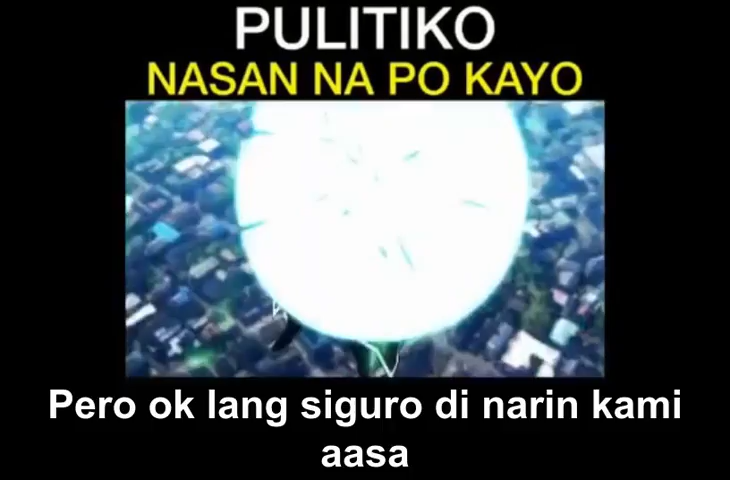 PULITIKO
NASAN NA PO KAYO
Pero ok lang siguro di narin kami
aasa